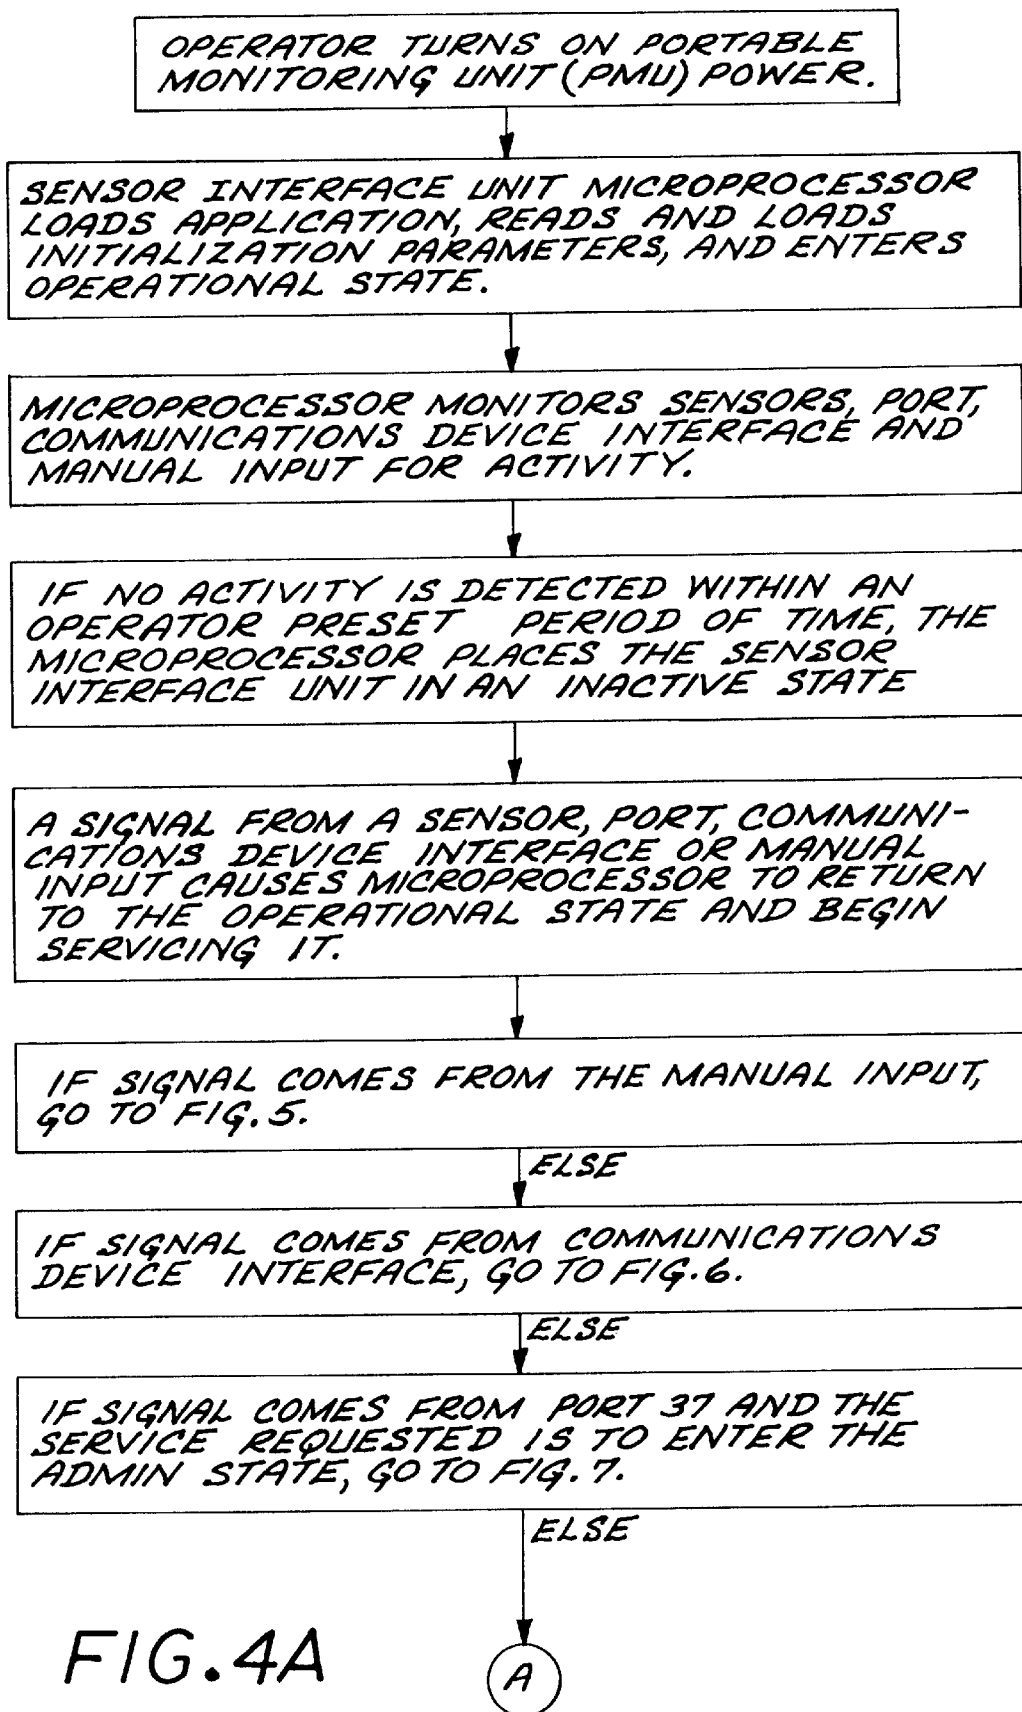 OPERATOR TURNS ON PORTABLE
MONITORING UNIT (PMU) POWER.
SENSOR INTERFACE UNIT MICROPROCESSOR
LOADS APPLICATION, READS AND LOADS
INITIALIZATION PARAMETERS, AND ENTERS
OPERATIONAL STATE.
MICROPROCESSOR MONITORS SENSORS, PORT,
COMMUNICATIONS DEVICE INTERFACE AND
MANUAL INPUT FOR ACTIVITY.
IF NO ACTIVITY IS DETECTED WITHIN AN
OPERATOR PRESET PERIOD OF TIME, THE
MICROPROCESSOR PLACES THE SENSOR
INTERFACE UNIT IN AN INACTIVE STATE
A SIGNAL FROM A SENSOR, PORT, COMMUNI-
CATIONS DEVICE INTERFACE OR MANUAL
INPUT CAUSES MICROPROCESSOR TO RETURN
TO THE OPERATIONAL STATE AND BEGIN
SERVICING IT.
IF SIGNAL COMES FROM THE MANUAL INPUT,
GO TO FIG. 5.
ELSE
IF SIGNAL COMES FROM COMMUNICATIONS
DEVICE INTERFACE, GO TO FIG. 6.
ELSE
IF SIGNAL COMES FROM PORT 37 AND THE
SERVICE REQUESTED IS TO ENTER THE
ADMIN STATE, GO TO FIG. 7.
ELSE
A
FIG. 4A